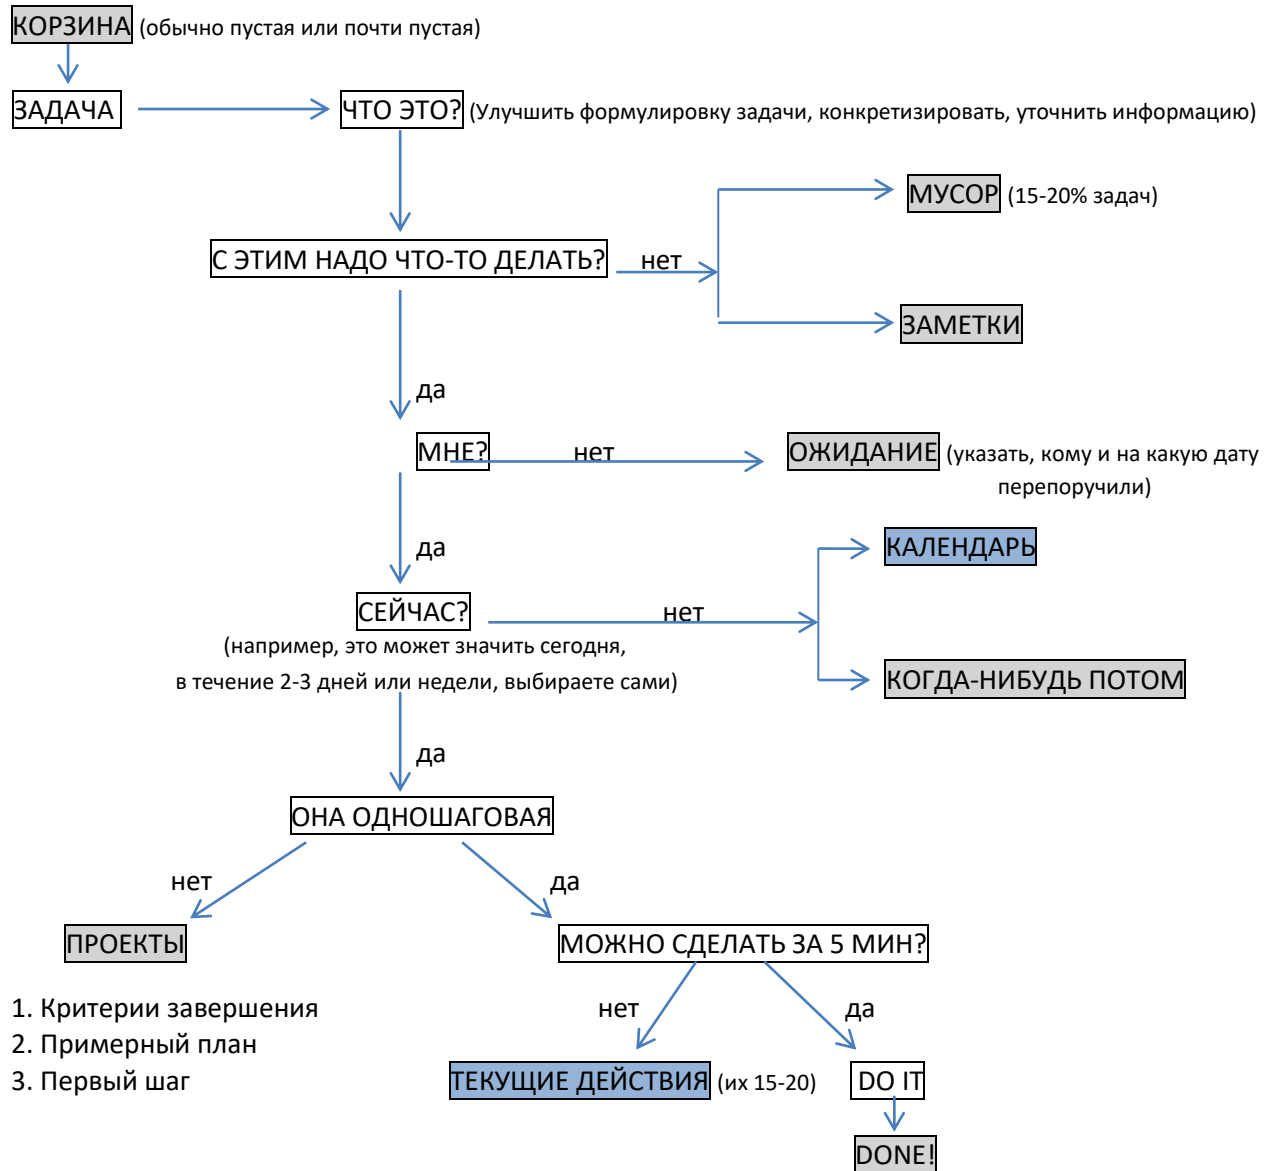 КОРЗИНА (обычно пустая или почти пустая)
ЗАДАЧА
ЧТО ЭТО? (Улучшить формулировку задачи, конкретизировать, уточнить информацию)
МУСОР (15-20% задач)
С ЭТИМ НАДО ЧТО-ТО ДЕЛАТЬ?
нет
ЗАМЕТКИ
да
МНЕ?
нет
ОЖИДАНИЕ (указать, кому и на какую дату
перепоручили)
да
КАЛЕНДАРЬ
СЕЙЧАС?
нет
(например, это может значить сегодня,
в течение 2-3 дней или недели, выбираете сами)
КОГДА-НИБУДЬ ПОТОМ
да
ОНА ОДНОШАГОВАЯ
нет
да
ПРОЕКТЫ
МОЖНО СДЕЛАТЬ ЗА 5 МИН?
1. Критерии завершения
2. Примерный план
3. Первый шаг
нет
да
ТЕКУЩИЕ ДЕЙСТВИЯ (их 15-20)
DO IT
DONE!